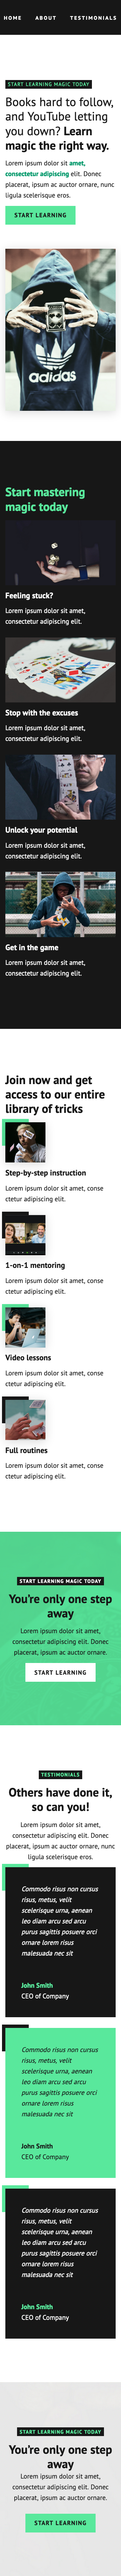 HOME ABOUT TESTIMONIALS
START LEARNING MAGIC TODAY
Books hard to follow,
and YouTube letting
you down? Learn
magic the right way.
Lorem ipsum dolor sit amet,
consectetur adipiscing elit. Donec
placerat, ipsum ac auctor ornare, nunc
ligula scelerisque eros.
START LEARNING
adidas
Start mastering
magic today
Feeling stuck?
Lorem ipsum dolor sit amet,
consectetur adipiscing elit.
Stop with the excuses
Lorem ipsum dolor sit amet,
consectetur adipiscing elit.
Unlock your potential
Lorem ipsum dolor sit amet,
consectetur adipiscing elit.
Get in the game
Lorem ipsum dolor sit amet,
consectetur adipiscing elit.
Join now and get
access to our entire
library of tricks
Step-by-step instruction
Lorem ipsum dolor sit amet, conse
ctetur adipiscing elit.
1-on-1 mentoring
Lorem ipsum dolor sit amet, conse
ctetur adipiscing elit.
Video lessons
Lorem ipsum dolor sit amet, conse
ctetur adipiscing elit.
Full routines
Lorem ipsum dolor sit amet, conse
ctetur adipiscing elit.
START LEARNING MAGIC TODAY
You're only one step
away
Lorem ipsum dolor sit amet,
consectetur adipiscing elit. Donec
placerat, ipsum ac auctor ornare.
START LEARNING
TESTIMONIALS
Others have done it,
so can you!
Lorem ipsum dolor sit amet,
consectetur adipiscing elit. Donec
placerat, ipsum ac auctor ornare, nunc
ligula scelerisque eros.
Commodo risus non cursus
risus, metus, velit
scelerisque urna, aenean
leo diam arcu sed arcu
purus sagittis posuere orci
ornare lorem risus
malesuada nec sit
John Smith
CEO of Company
Commodo risus non cursus
risus, metus, velit
scelerisque urna, aenean
leo diam arcu sed arcu
purus sagittis posuere orci
ornare lorem risus
malesuada nec sit
John Smith
CEO of Company
Commodo risus non cursus
risus, metus, velit
scelerisque urna, aenean
leo diam arcu sed arcu
purus sagittis posuere orci
ornare lorem risus
malesuada nec sit
John Smith
CEO of Company
START LEARNING MAGIC TODAY
You're only one step
away
Lorem ipsum dolor sit amet,
consectetur adipiscing elit. Donec
placerat, ipsum ac auctor ornare.
START LEARNING